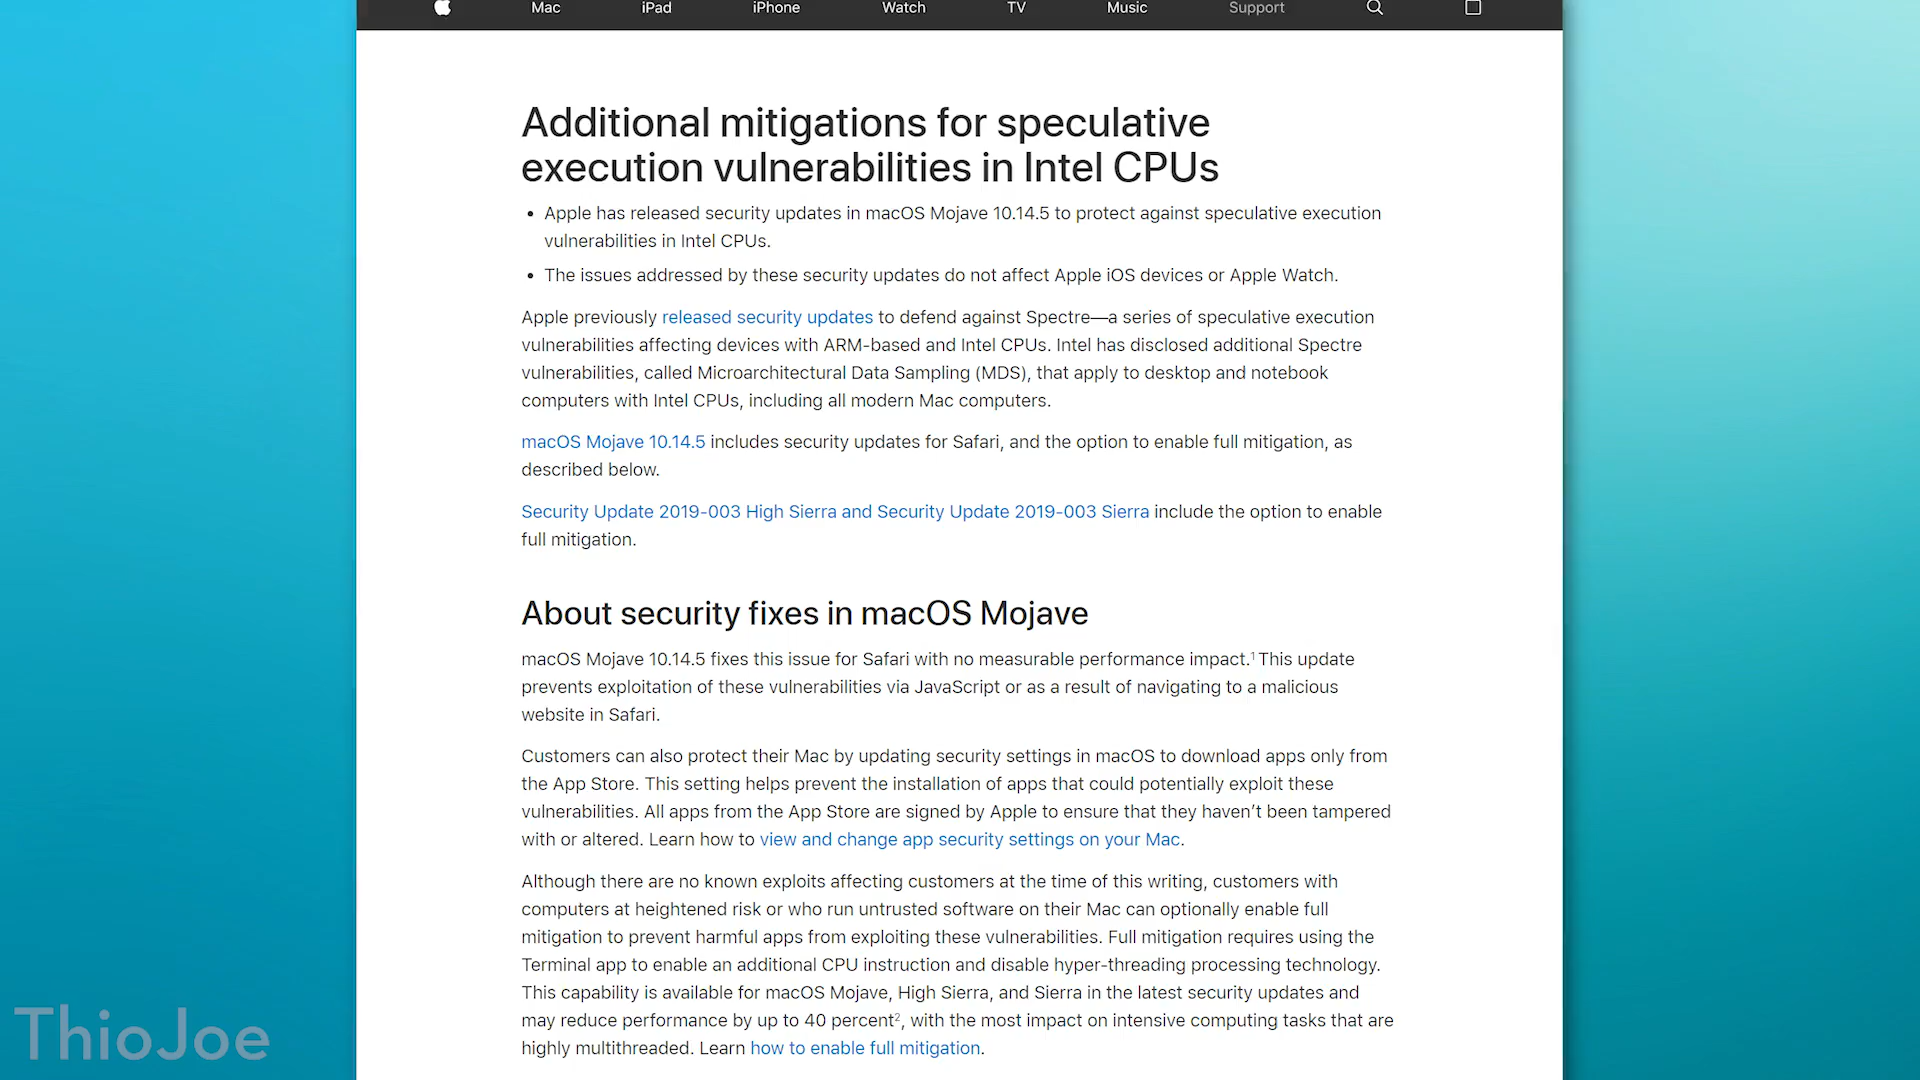 Mac iPad iPhone Watch TV Music Support
Additional mitigations for speculative
execution vulnerabilities in Intel CPUs
• Apple has released security updates in macOS Mojave 10.14.5 to protect against speculative execution
vulnerabilities in Intel CPUs.
• The issues addressed by these security updates do not affect Apple iOS devices or Apple Watch.
Apple previously released security updates to defend against Spectre—a series of speculative execution
vulnerabilities affecting devices with ARM-based and Intel CPUs. Intel has disclosed additional Spectre
vulnerabilities, called Microarchitectural Data Sampling (MDS), that apply to desktop and notebook
computers with Intel CPUs, including all modern Mac computers.
macOS Mojave 10.14.5 includes security updates for Safari, and the option to enable full mitigation, as
described below.
Security Update 2019-003 High Sierra and Security Update 2019-003 Sierra include the option to enable
full mitigation.
About security fixes in macOS Mojave
macOS Mojave 10.14.5 fixes this issue for Safari with no measurable performance impact.¹ This update
prevents exploitation of these vulnerabilities via JavaScript or as a result of navigating to a malicious
website in Safari.
Customers can also protect their Mac by updating security settings in macOS to download apps only from
the App Store. This setting helps prevent the installation of apps that could potentially exploit these
vulnerabilities. All apps from the App Store are signed by Apple to ensure that they haven’t been tampered
with or altered. Learn how to view and change app security settings on your Mac.
Although there are no known exploits affecting customers at the time of this writing, customers with
computers at heightened risk or who run untrusted software on their Mac can optionally enable full
mitigation to prevent harmful apps from exploiting these vulnerabilities. Full mitigation requires using the
Terminal app to enable an additional CPU instruction and disable hyper-threading processing technology.
This capability is available for macOS Mojave, High Sierra, and Sierra in the latest security updates and
may reduce performance by up to 40 percent², with the most impact on intensive computing tasks that are
highly multithreaded. Learn how to enable full mitigation.
ThioJoe